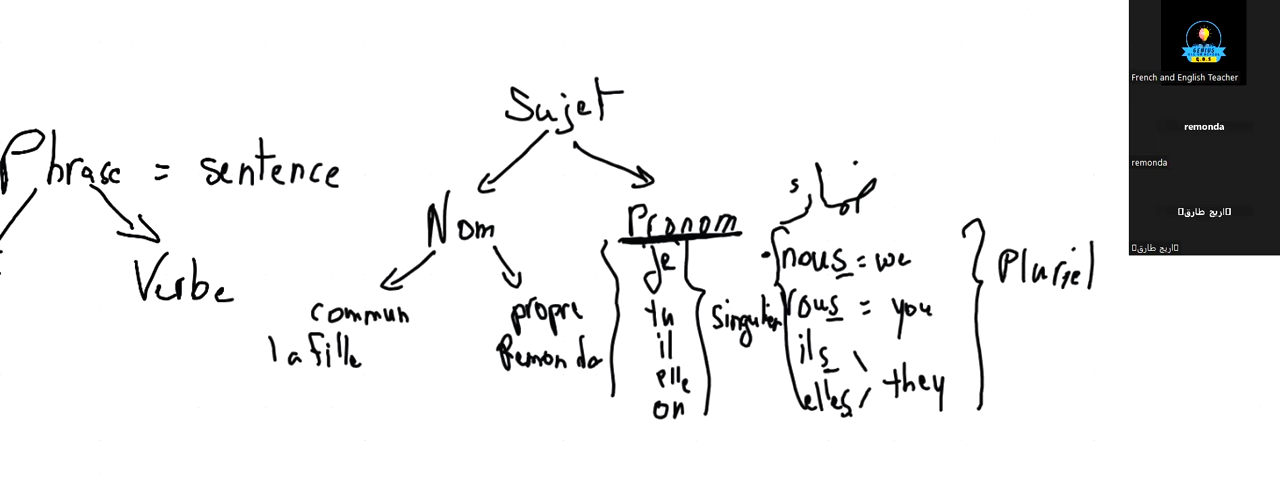 Sujet
Phrase = sentence
Verbe
Nom
Pronom
commun
la fille
propre
Remonda
je
tu
il
elle
on
Singulier
s
nous = we
vous = you
ils
elles
they
Pluriel
GENIUS
French and English Teacher
remonda
remonda
اريج طارق
اريج طارق